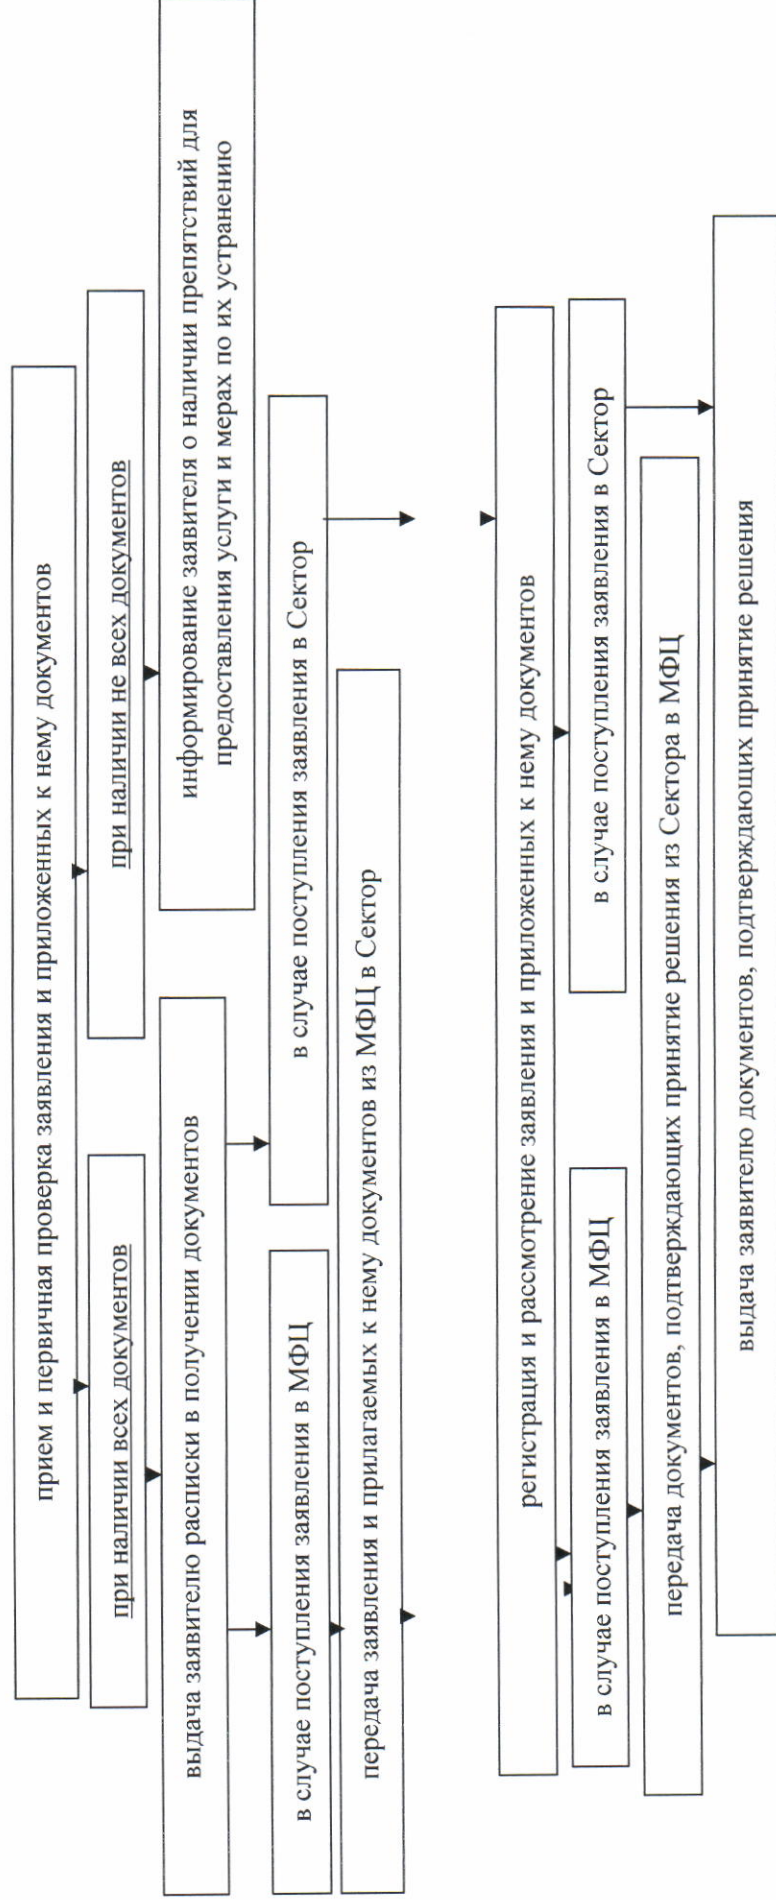 прием и первичная проверка заявления и приложенных к нему документов
при наличии всех документов
при наличии не всех документов
выдача заявителю расписки в получении документов
информирование заявителя о наличии препятствий для
предоставления услуги и мерах по их устранению
в случае поступления заявления в МФЦ
в случае поступления заявления в Сектор
передача заявления и прилагаемых к нему документов из МФЦ в Сектор
регистрация и рассмотрение заявления и приложенных к нему документов
в случае поступления заявления в МФЦ
в случае поступления заявления в Сектор
передача документов, подтверждающих принятие решения из Сектора в МФЦ
выдача заявителю документов, подтверждающих принятие решения